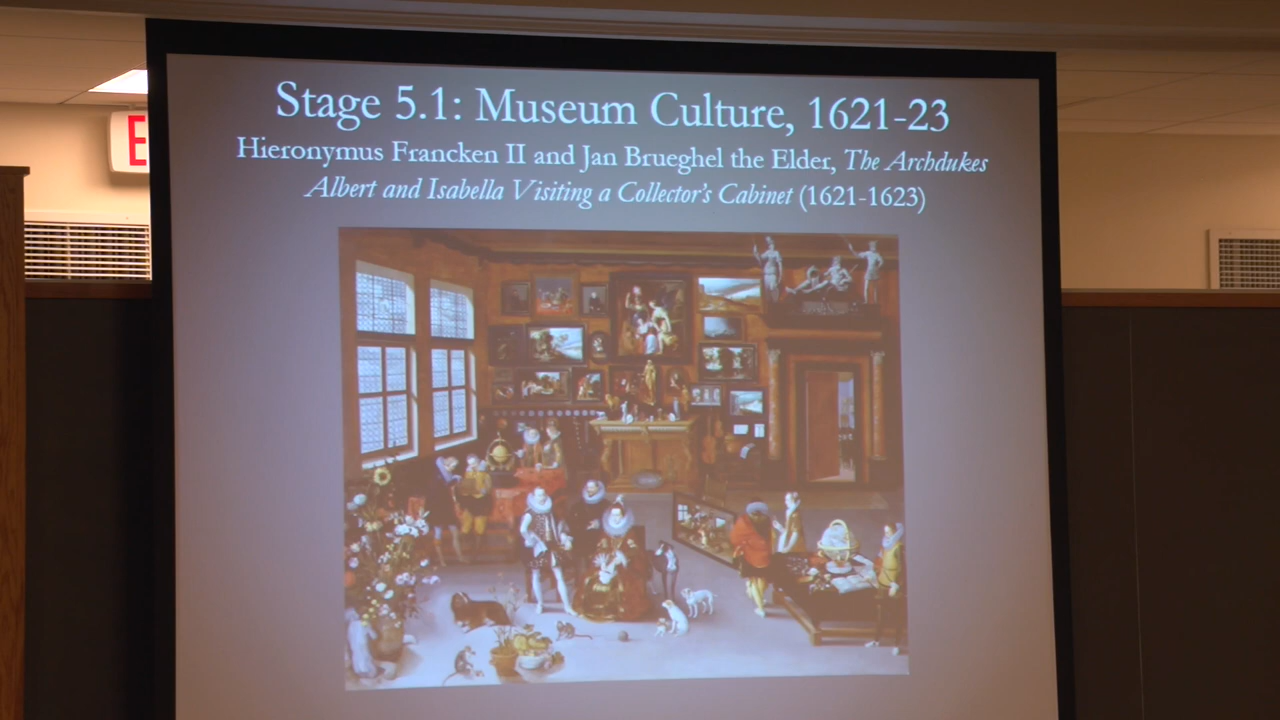 Stage 5.1: Museum Culture, 1621-23
Hieronymus Francken II and Jan Brueghel the Elder, The Archdukes
Albert and Isabella Visiting a Collector's Cabinet (1621-1623)
E